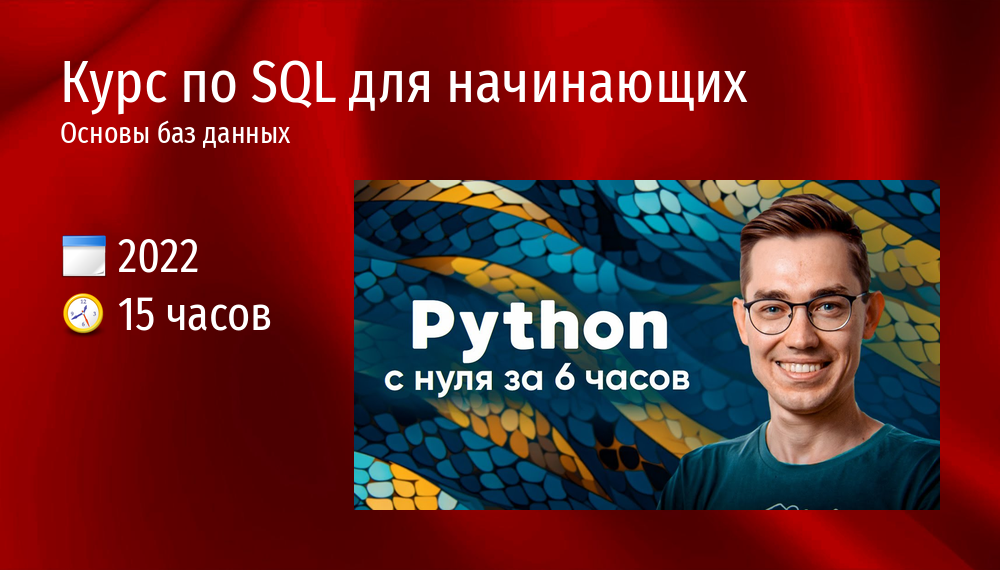 Курс по SQL для начинающих
Основы баз данных
2022
15 часов
Python
с нуля за 6 часов